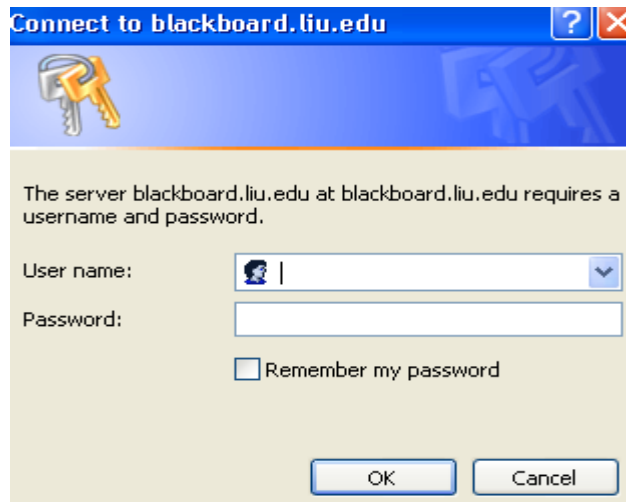 Connect to blackboard.liu.edu
The server blackboard.liu.edu at blackboard.liu.edu requires a
username and password.
User name:
Password:
Remember my password
OK Cancel